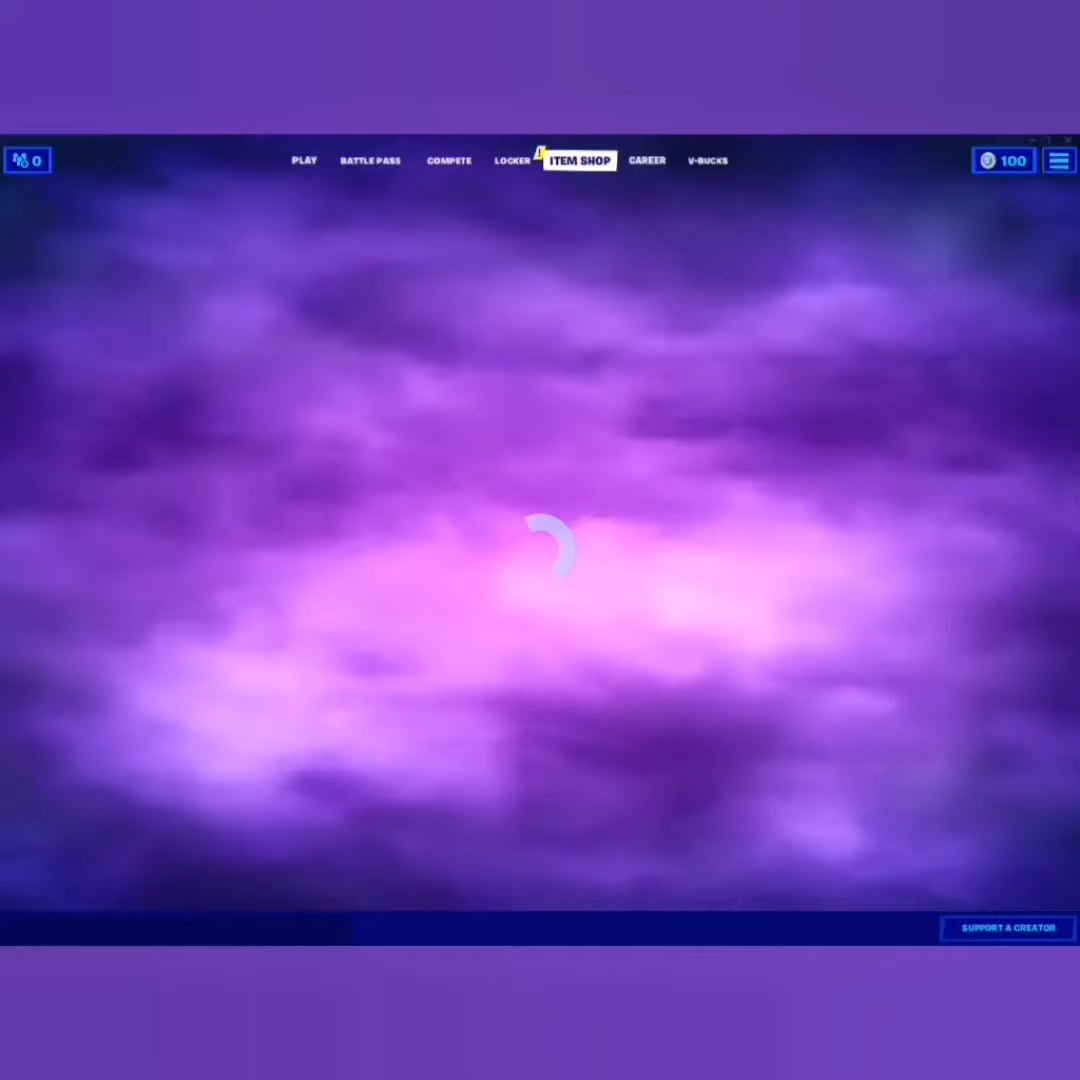 0 PLAY BATTLE PASS COMPETE LOCKER ! ITEM SHOP CAREER V-BUCKS 100
SUPPORT A CREATOR